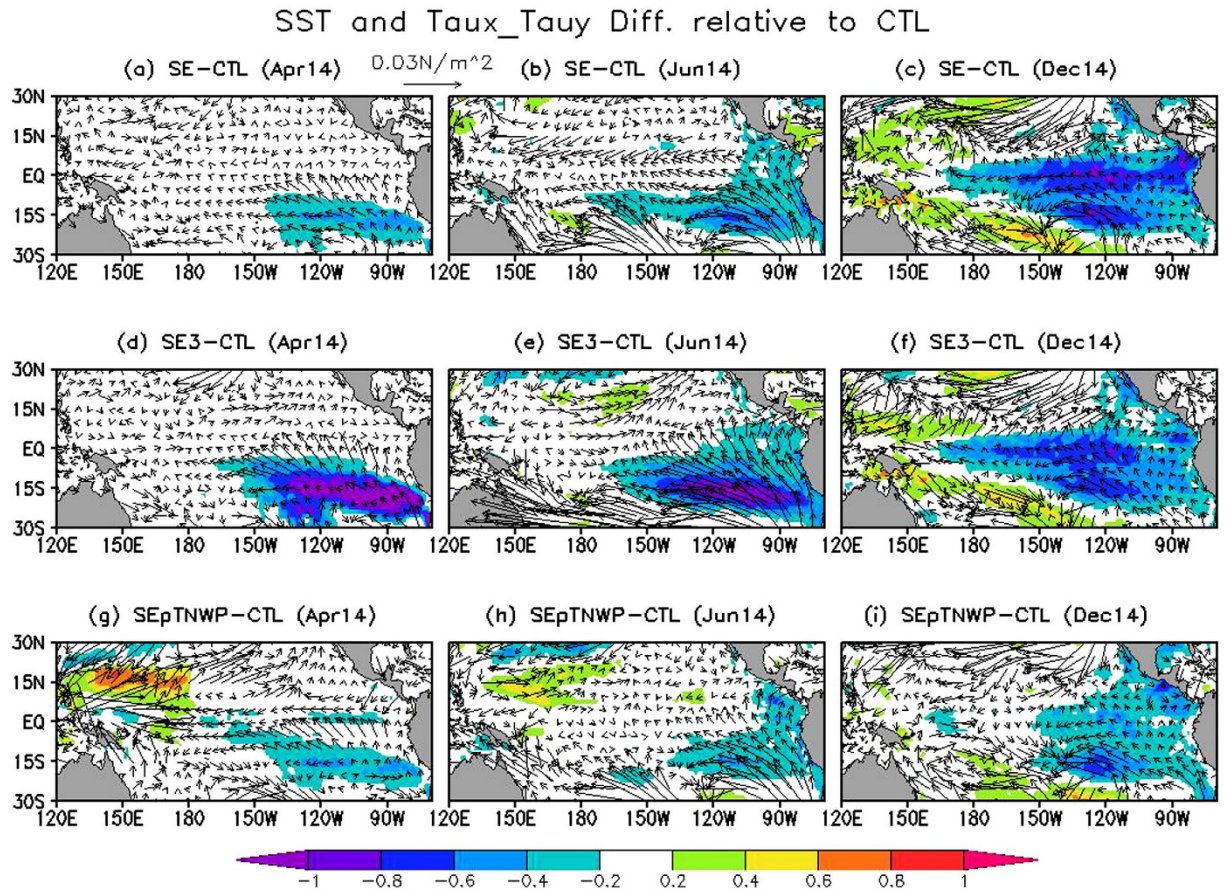 SST and Taux_Tauy Diff. relative to CTL
(a) SE-CTL (Apr14) 0.03N/m^2 (b) SE-CTL (Jun14) (c) SE-CTL (Dec14)
30N
15N
EQ
15S
30S
120E 150E 180 150W 120W 90W 120E 150E 180 150W 120W 90W 120E 150E 180 150W 120W 90W
(d) SE3-CTL (Apr14) (e) SE3-CTL (Jun14) (f) SE3-CTL (Dec14)
30N
15N
EQ
15S
30S
120E 150E 180 150W 120W 90W 120E 150E 180 150W 120W 90W 120E 150E 180 150W 120W 90W
(g) SEpTNWP-CTL (Apr14) (h) SEpTNWP-CTL (Jun14) (i) SEpTNWP-CTL (Dec14)
30N
15N
EQ
15S
30S
120E 150E 180 150W 120W 90W 120E 150E 180 150W 120W 90W 120E 150E 180 150W 120W 90W
-1 -0.8 -0.6 -0.4 -0.2 0.2 0.4 0.6 0.8 1